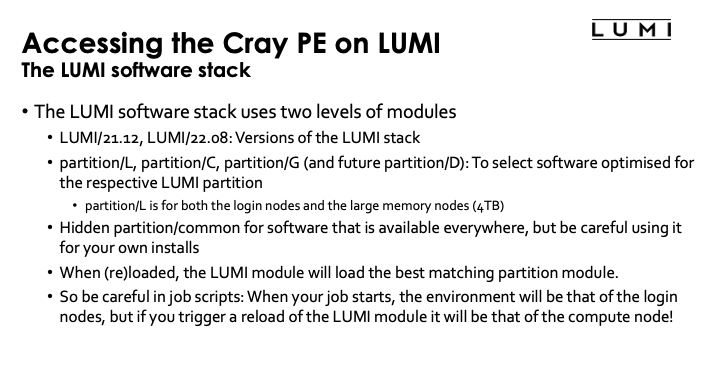 LUMI
Accessing the Cray PE on LUMI
The LUMI software stack
• The LUMI software stack uses two levels of modules
• LUMI/21.12, LUMI/22.08: Versions of the LUMI stack
• partition/L, partition/C, partition/G (and future partition/D): To select software optimised for
the respective LUMI partition
• partition/L is for both the login nodes and the large memory nodes (4TB)
• Hidden partition/common for software that is available everywhere, but be careful using it
for your own installs
• When (re)loaded, the LUMI module will load the best matching partition module.
• So be careful in job scripts: When your job starts, the environment will be that of the login
nodes, but if you trigger a reload of the LUMI module it will be that of the compute node!